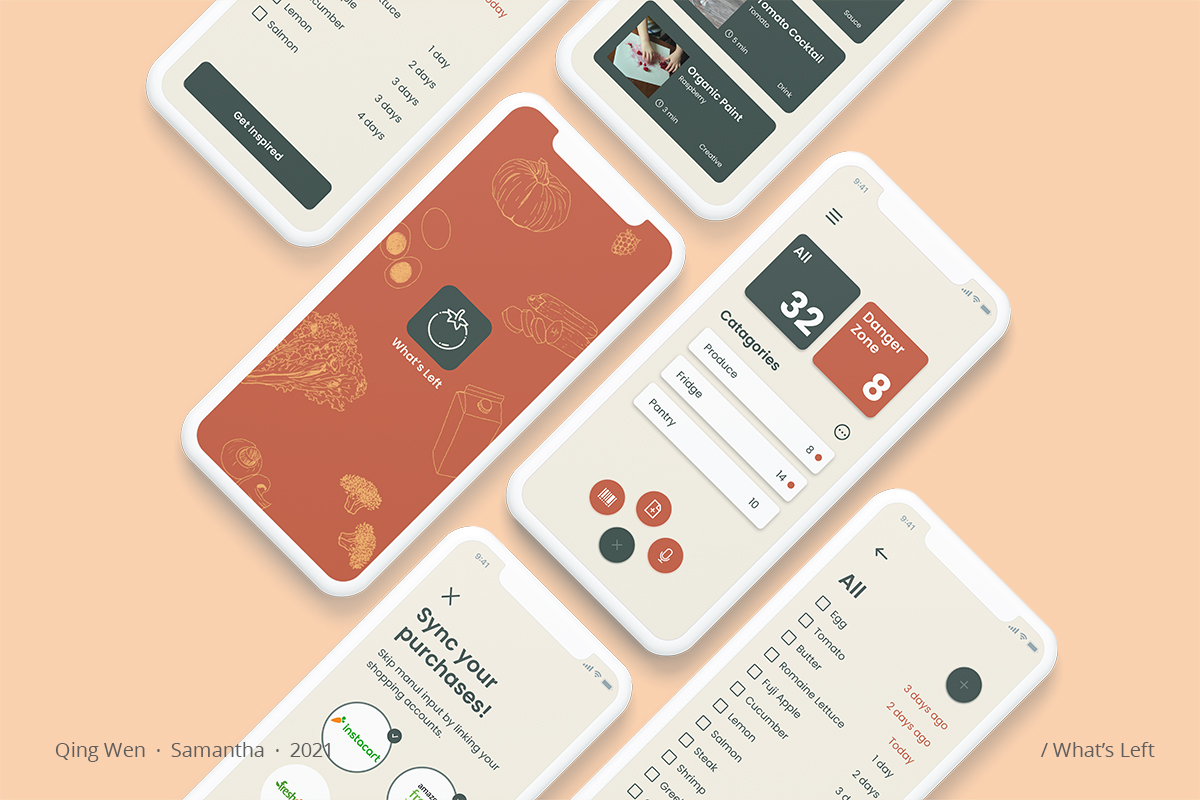 Today
Lettuce
Cucumber
Lemon
Salmon
1 day
2 days
3 days
3 days
4 days
Get Inspired
Sauce
Tomato Cocktail
Tomato
5 min
Drink
Organic Paint
Raspberry
3 min
Creative
What's Left
9:41
All
32
Danger
Zone
8
Catagories
Produce
8
Fridge
14
Pantry
10
9:41
Sync your
purchases!
Skip manul input by linking your
shopping accounts.
instacart
amazon
9:41
All
Egg
Tomato
Butter
Romaine Lettuce
Fuji Apple
Cucumber
Lemon
Salmon
Steak
Shrimp
3 days ago
2 days ago
Today
1 day
2 days
Qing Wen · Samantha · 2021
/ What's Left